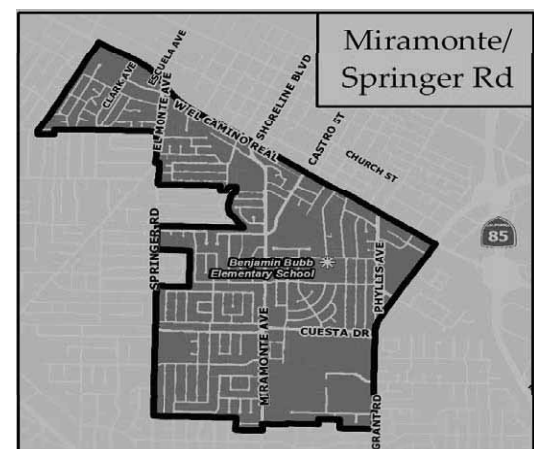 Miramonte/
Springer Rd
ESCUELA AVE
CLARK AVE
EL MONTE AVE
W EL CAMINO REAL
SHORELINE BLVD
CASTRO ST
CHURCH ST
85
SPRINGER RD
Benjamin Bubb
Elementary School
PHYLLIS AVE
CUESTA DR
MIRAMONTE AVE
GRANT RD